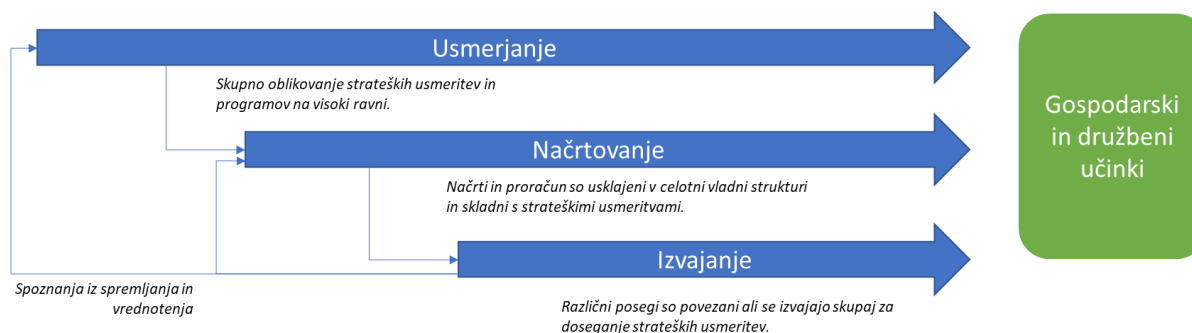 Usmerjanje
Skupno oblikovanje strateških usmeritev in
programov na visoki ravni.
Načrtovanje
Načrti in proračun so usklajeni v celotni vladni strukturi
in skladni s strateškimi usmeritvami.
Izvajanje
Različni posegi so povezani ali se izvajajo skupaj za
doseganje strateških usmeritev.
Spoznanja iz spremljanja in
vrednotenja
Gospodarski
in družbeni
učinki